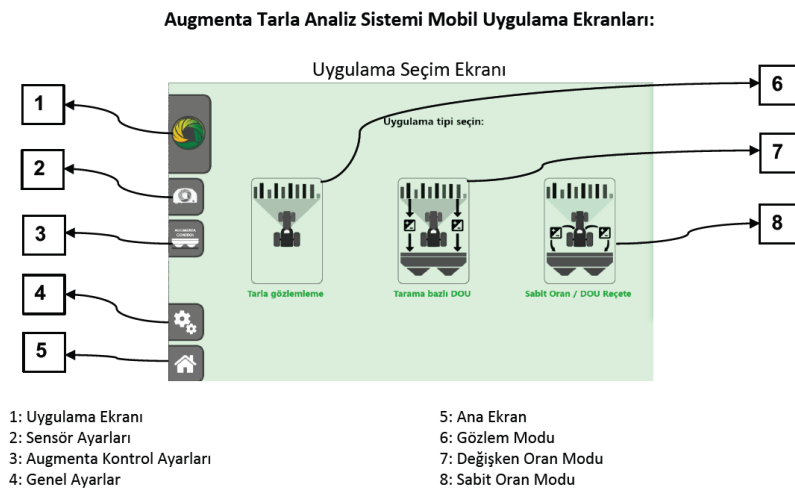 Augmenta Tarla Analiz Sistemi Mobil Uygulama Ekranları:
Uygulama Seçim Ekranı
1
2
3
4
5
6
7
8
Uygulama tipi seçin:
AUGMENTA
CONTROL
Tarla gözlemleme
Tarama bazlı DOU
Sabit Oran / DOU Reçete
1: Uygulama Ekranı
2: Sensör Ayarları
3: Augmenta Kontrol Ayarları
4: Genel Ayarlar
5: Ana Ekran
6: Gözlem Modu
7: Değişken Oran Modu
8: Sabit Oran Modu